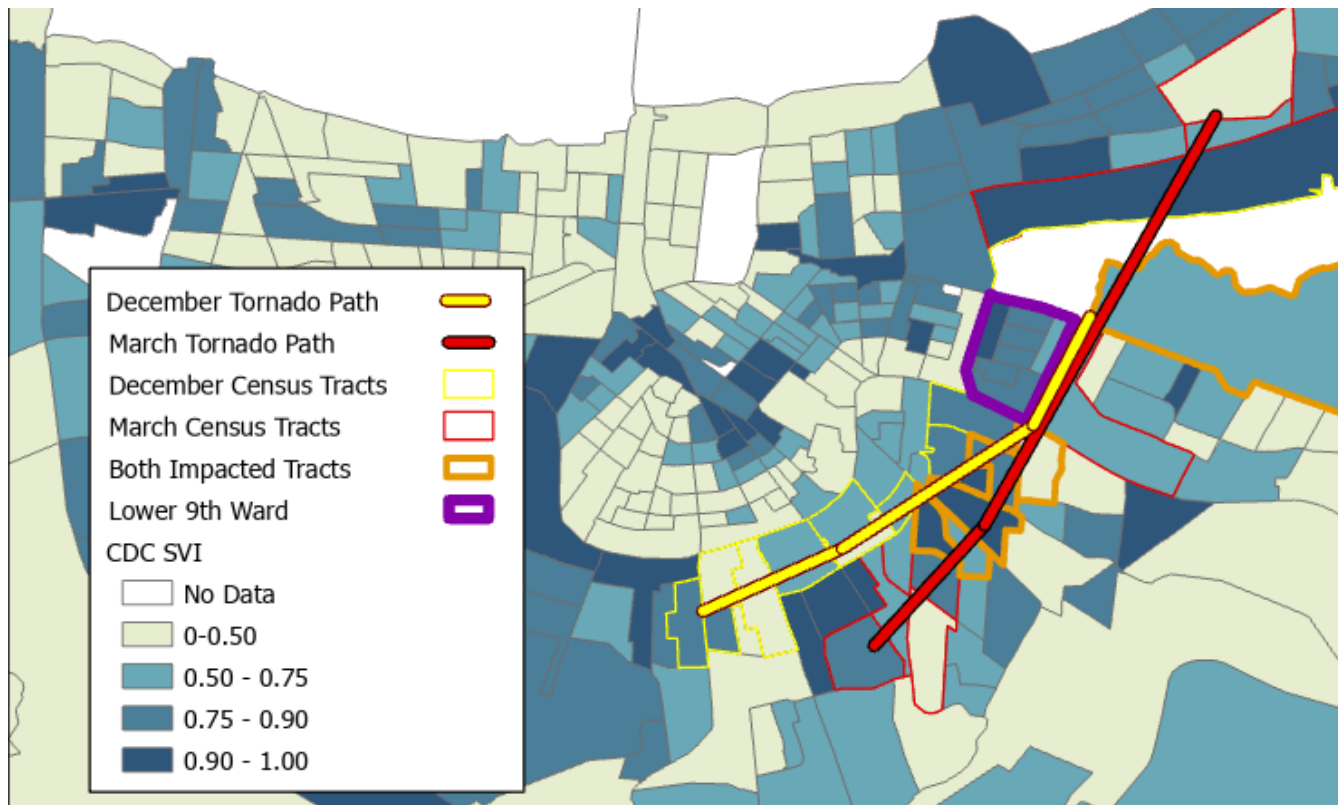 December Tornado Path
March Tornado Path
December Census Tracts
March Census Tracts
Both Impacted Tracts
Lower 9th Ward
CDC SVI
No Data
0-0.50
0.50 - 0.75
0.75 - 0.90
0.90 - 1.00